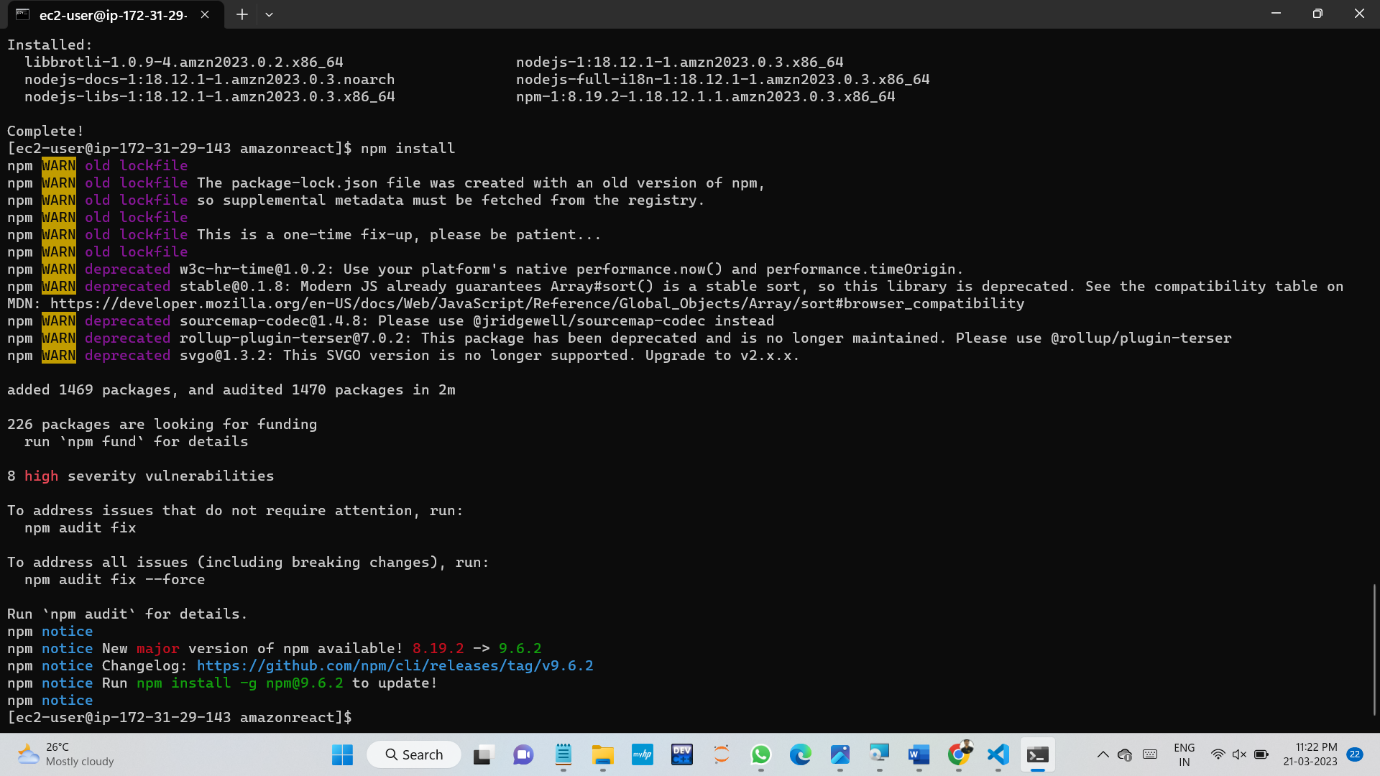 ec2-user@ip-172-31-29-
Installed:
libbrotli-1.0.9-4.amzn2023.0.2.x86_64 nodejs-1:18.12.1-1.amzn2023.0.3.x86_64
nodejs-docs-1:18.12.1-1.amzn2023.0.3.noarch nodejs-full-i18n-1:18.12.1-1.amzn2023.0.3.x86_64
nodejs-libs-1:18.12.1-1.amzn2023.0.3.x86_64 npm-1:8.19.2-1.18.12.1.1.amzn2023.0.3.x86_64
Complete!
[ec2-user@ip-172-31-29-143 amazonreact]$ npm install
npm WARN old lockfile
npm WARN old lockfile The package-lock.json file was created with an old version of npm,
npm WARN old lockfile so supplemental metadata must be fetched from the registry.
npm WARN old lockfile
npm WARN old lockfile This is a one-time fix-up, please be patient...
npm WARN old lockfile
npm WARN deprecated w3c-hr-time@1.0.2: Use your platform's native performance.now() and performance.timeOrigin.
npm WARN deprecated stable@0.1.8: Modern JS already guarantees Array#sort() is a stable sort, so this library is deprecated. See the compatibility table on
MDN: https://developer.mozilla.org/en-US/docs/Web/JavaScript/Reference/Global_Objects/Array/sort#browser_compatibility
npm WARN deprecated sourcemap-codec@1.4.8: Please use @jridgewell/sourcemap-codec instead
npm WARN deprecated rollup-plugin-terser@7.0.2: This package has been deprecated and is no longer maintained. Please use @rollup/plugin-terser
npm WARN deprecated svgo@1.3.2: This SVGO version is no longer supported. Upgrade to v2.x.x.
added 1469 packages, and audited 1470 packages in 2m
226 packages are looking for funding
run `npm fund` for details
8 high severity vulnerabilities
To address issues that do not require attention, run:
npm audit fix
To address all issues (including breaking changes), run:
npm audit fix --force
Run `npm audit` for details.
npm notice
npm notice New major version of npm available! 8.19.2 -> 9.6.2
npm notice Changelog: https://github.com/npm/cli/releases/tag/v9.6.2
npm notice Run npm install -g npm@9.6.2 to update!
npm notice
[ec2-user@ip-172-31-29-143 amazonreact]$
26°C
Mostly cloudy
Search
myhp
DEV
ENG
IN
11:22 PM
21-03-2023
22